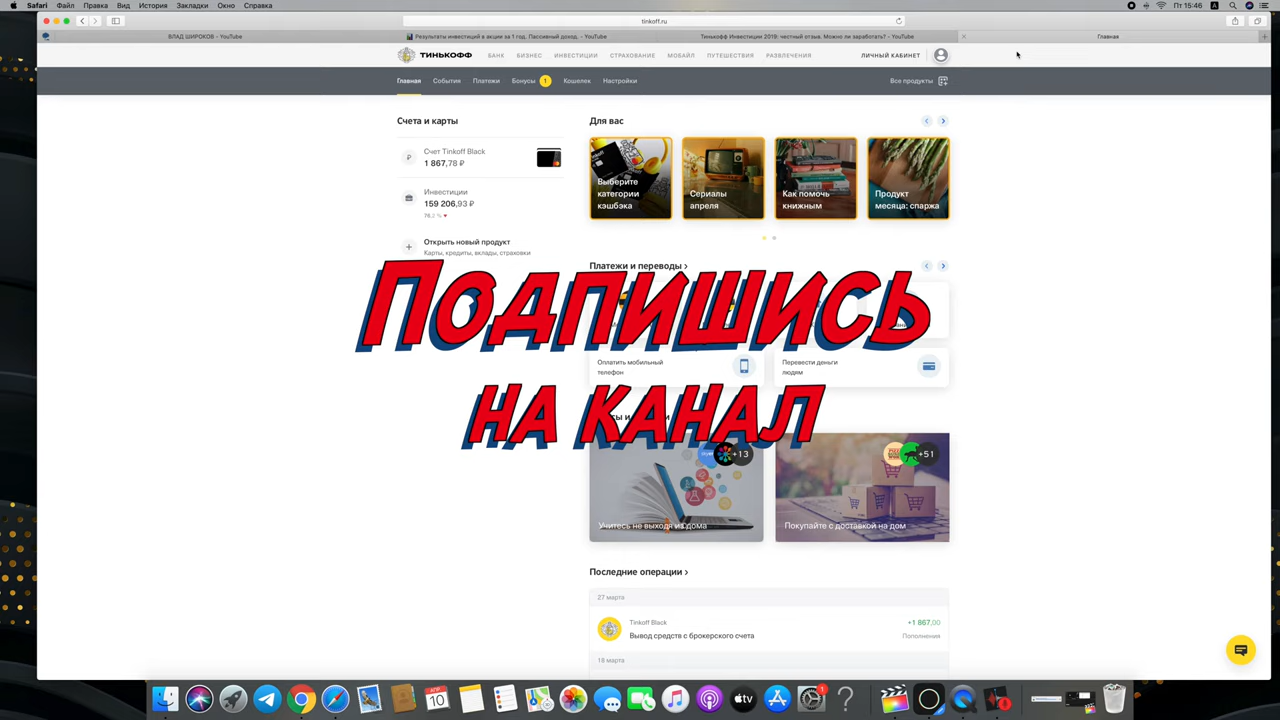 Safari Файл Правка Вид История Закладки Окно Справка
Пт 15:46
tinkoff.ru
ВЛАД ШИРОКОВ - YouTube
Результаты инвестиций в акции за 1 год. Пассивный доход. - YouTube
Тинькофф Инвестиции 2019: честный отзыв. Можно ли заработать? - YouTube
Главная
ТИНЬКОФФ БАНК БИЗНЕС ИНВЕСТИЦИИ СТРАХОВАНИЕ МОБАЙЛ ПУТЕШЕСТВИЯ РАЗВЛЕЧЕНИЯ ЛИЧНЫЙ КАБИНЕТ
Главная События Платежи Бонусы 1 Кошелек Настройки Все продукты
Счета и карты
Счет Tinkoff Black
1 867,78 ₽
Инвестиции
159 206,93 ₽
Открыть новый продукт
Карты, кредиты, вклады, страховки
Для вас
Выберите
категории
кэшбэка
Сериалы
апреля
Как помочь
книжным
Продукт
месяца: спаржа
Платежи и переводы
Подпишись
на канал
Оплатить мобильный
телефон
Перевести деньги
людям
+13
Учитесь не выходя из дома
+51
Покупайте с доставкой на дом
Последние операции
27 марта
Tinkoff Black
+1 867,00
Вывод средств с брокерского счета
Пополнения
18 марта
АПР
10
tv
1